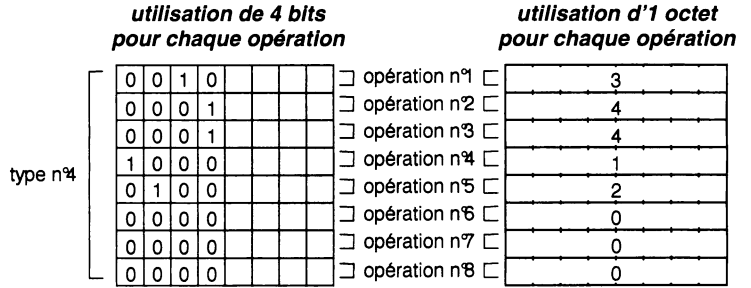 utilisation de 4 bits
pour chaque opération
utilisation d'1 octet
pour chaque opération
type n°4
0 0 1 0 opération n°1 3
0 0 0 1 opération n°2 4
0 0 0 1 opération n°3 4
1 0 0 0 opération n°4 1
0 1 0 0 opération n°5 2
0 0 0 0 opération n°6 0
0 0 0 0 opération n°7 0
0 0 0 0 opération n°8 0